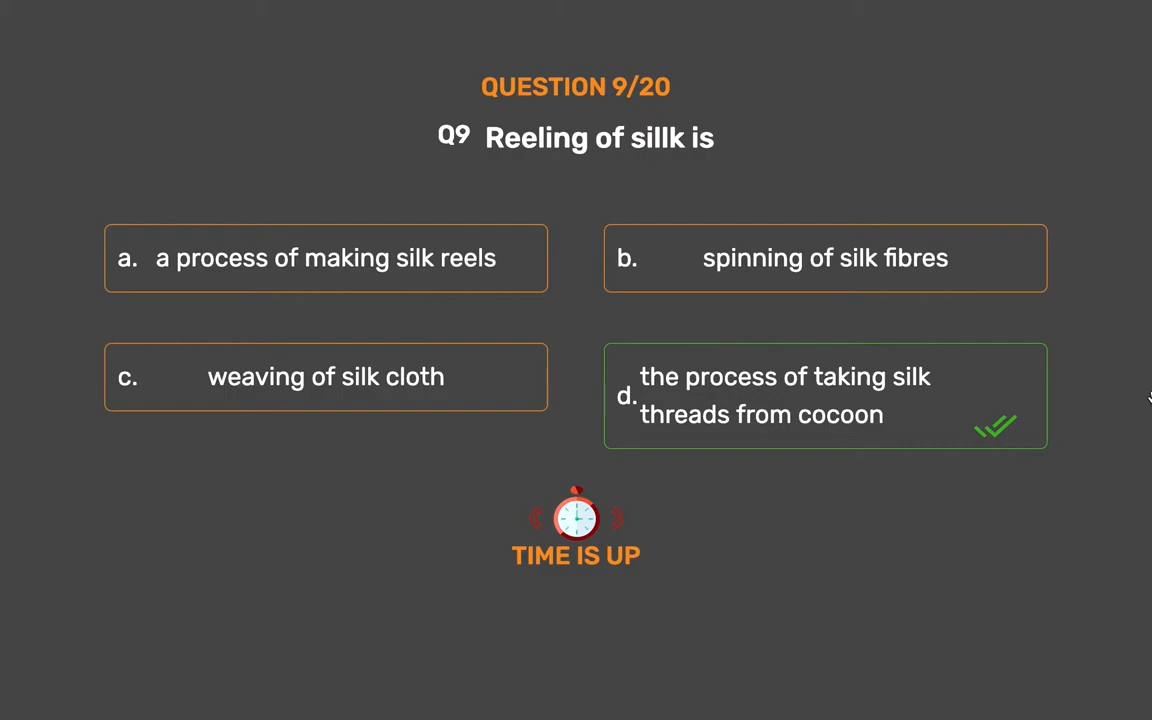 QUESTION 9/20
Q9 Reeling of sillk is
a. a process of making silk reels
b. spinning of silk fibres
c. weaving of silk cloth
d. the process of taking silk
threads from cocoon
TIME IS UP